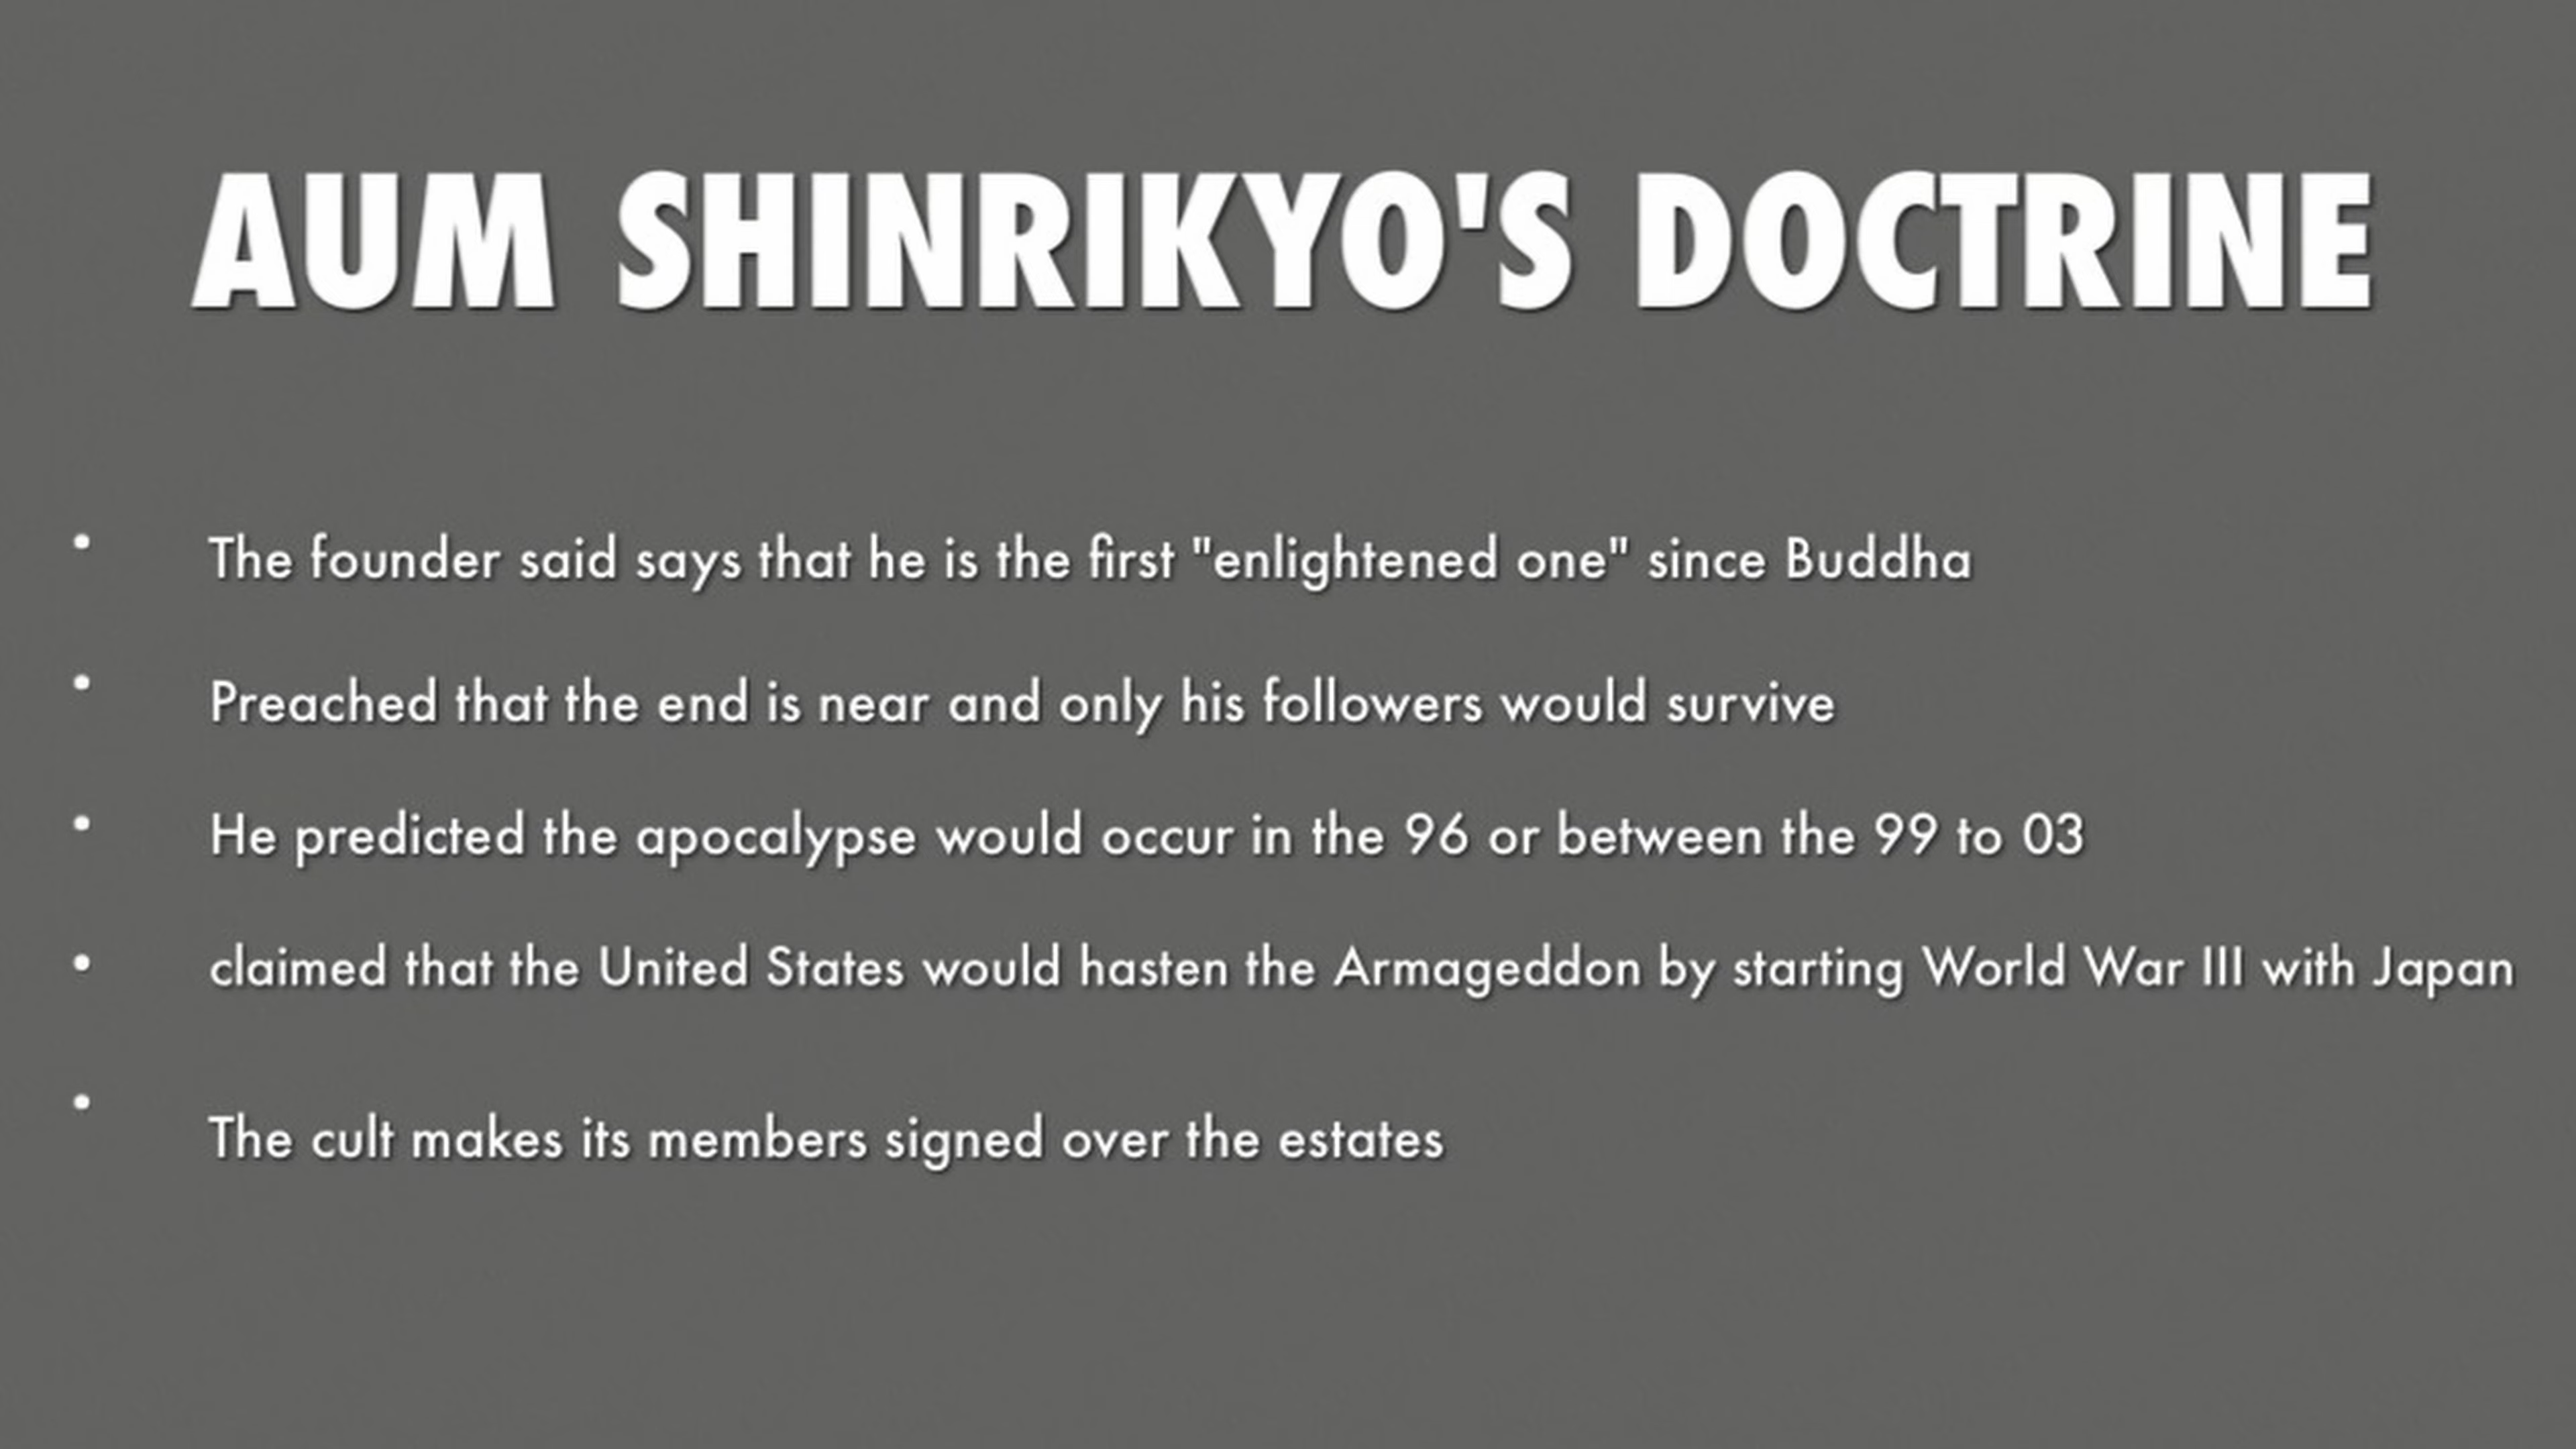 AUM SHINRIKYO'S DOCTRINE
• The founder said says that he is the first "enlightened one" since Buddha
• Preached that the end is near and only his followers would survive
• He predicted the apocalypse would occur in the 96 or between the 99 to 03
• claimed that the United States would hasten the Armageddon by starting World War III with Japan
• The cult makes its members signed over the estates